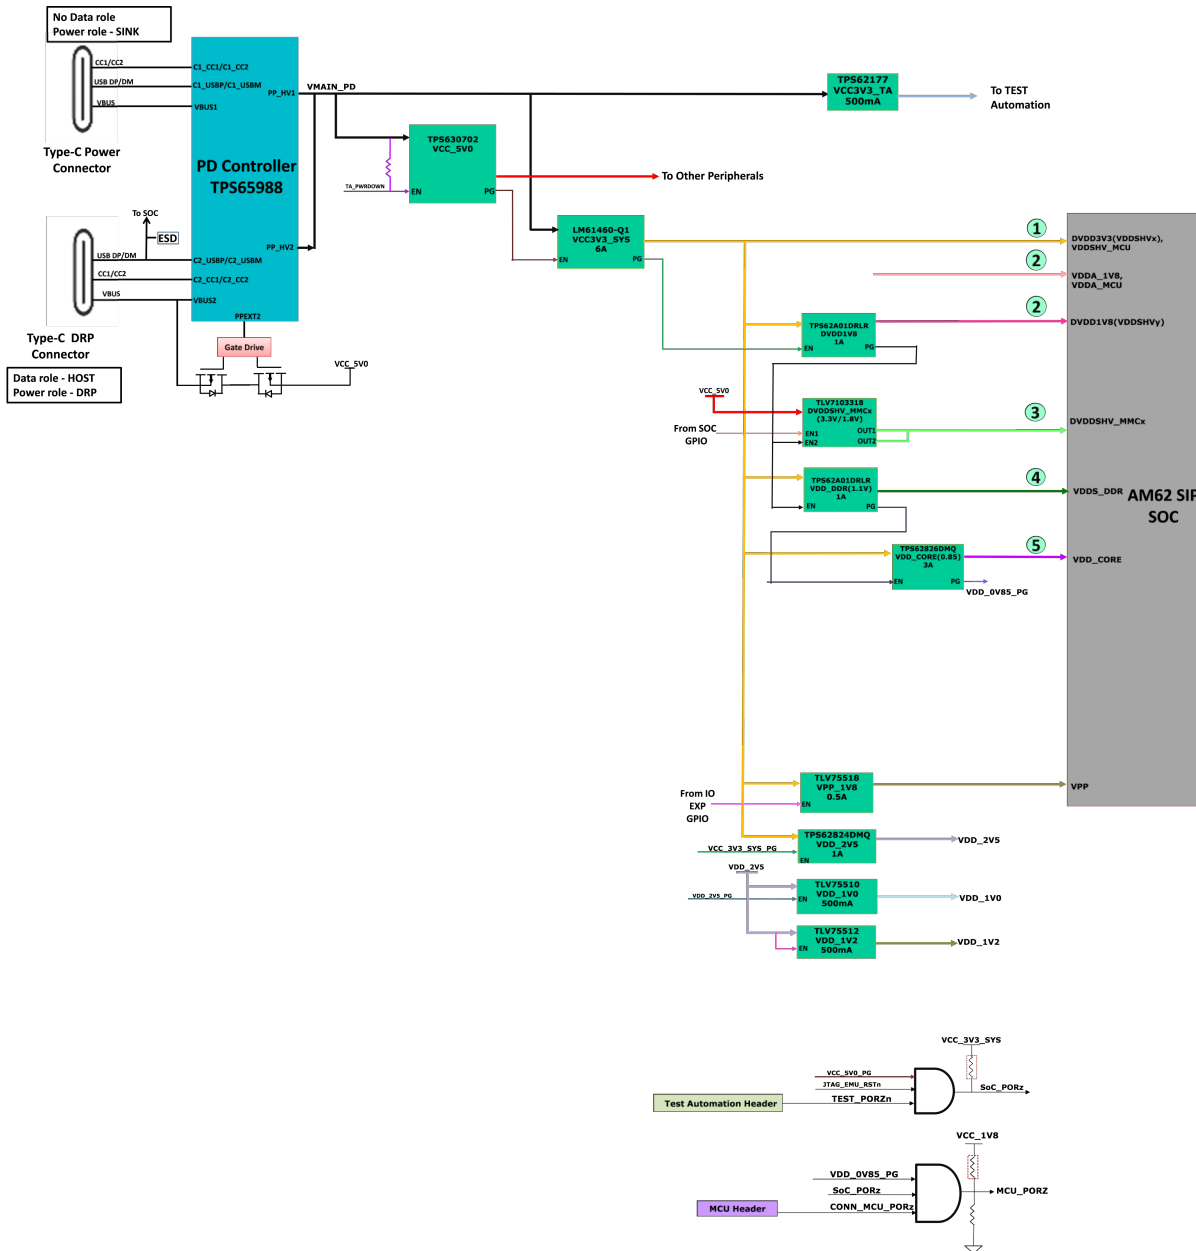 No Data role
Power role - SINK
CC1/CC2
USB DP/DM
VBUS
Type-C Power
Connector
C1_CC1/C1_CC2
C1_USBP/C1_USBM
VBUS1
PP_HV1
PD Controller
TPS65988
PP_HV2
C2_USBP/C2_USBM
C2_CC1/C2_CC2
VBUS2
PPEXT2
To SOC
ESD
USB DP/DM
CC1/CC2
VBUS
Type-C DRP
Connector
Data role - HOST
Power role - DRP
Gate Drive
VCC_5V0
VMAIN_PD
TA_PWRDOWN
TPS630702
VCC_5V0
EN
PG
To Other Peripherals
TPS62177
VCC3V3_TA
500mA
To TEST
Automation
LM61460-Q1
VCC3V3_SYS
6A
EN
PG
1
DVDD3V3(VDDSHVx),
VDDSHV_MCU
2
VDDA_1V8,
VDDA_MCU
TPS62A01DRLR
DVDD1V8
1A
EN
PG
2
DVDD1V8(VDDSHVy)
VCC_5V0
From SOC
GPIO
TLV7103318
DVDDSHV_MMCx
(3.3V/1.8V)
EN1
EN2
OUT1
OUT2
3
DVDDSHV_MMCx
TPS62A01DRLR
VDD_DDR(1.1V)
1A
EN
PG
4
VDDS_DDR
AM62 SIP
SOC
TPS62826DMQ
VDD_CORE(0.85)
3A
EN
PG
5
VDD_CORE
VDD_0V85_PG
From IO
EXP
GPIO
TLV75518
VPP_1V8
0.5A
EN
VPP
VCC_3V3_SYS_PG
TPS62824DMQ
VDD_2V5
1A
EN
VDD_2V5
VDD_2V5
VDD_2V5_PG
TLV75510
VDD_1V0
500mA
EN
VDD_1V0
TLV75512
VDD_1V2
500mA
EN
VDD_1V2
VCC_3V3_SYS
VCC_5V0_PG
JTAG_EMU_RSTn
TEST_PORZn
Test Automation Header
SoC_PORz
VCC_1V8
VDD_0V85_PG
SoC_PORz
CONN_MCU_PORz
MCU Header
MCU_PORZ